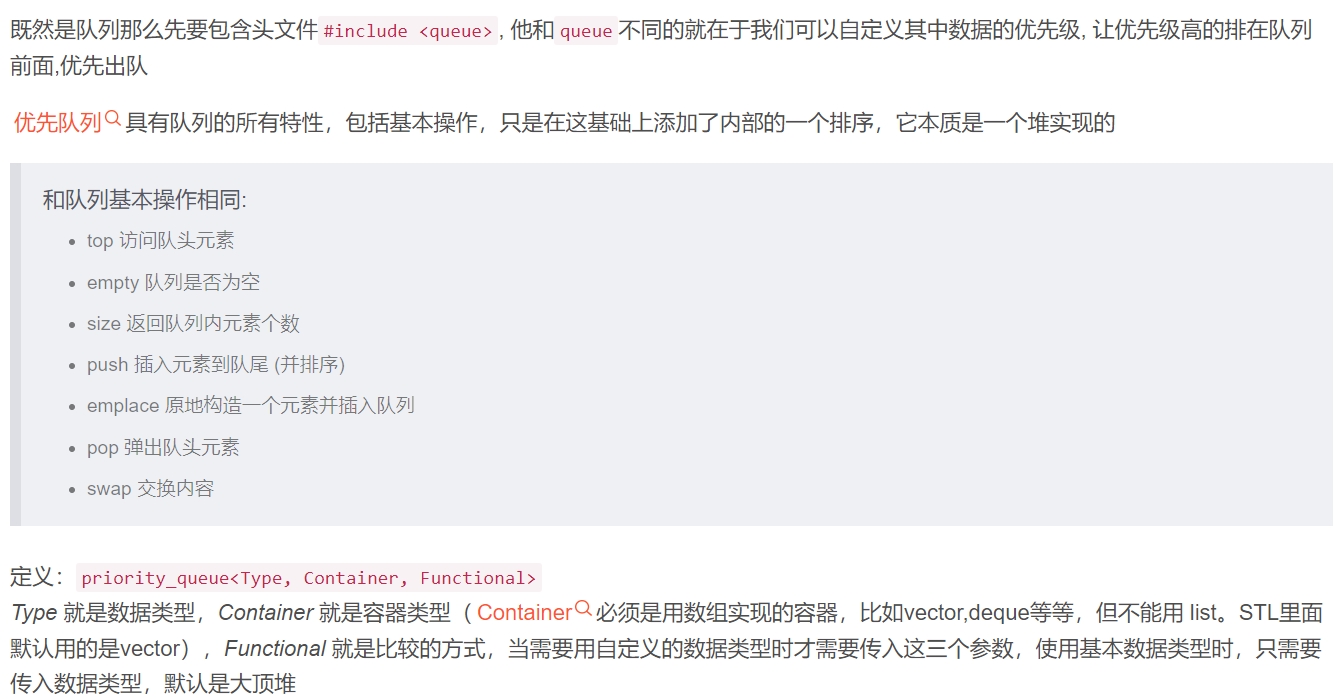 既然是队列那么先要包含头文件#include <queue>, 他和queue不同的就在于我们可以自定义其中数据的优先级, 让优先级高的排在队列
前面,优先出队
优先队列具有队列的所有特性，包括基本操作，只是在这基础上添加了内部的一个排序，它本质是一个堆实现的
和队列基本操作相同:
• top 访问队头元素
• empty 队列是否为空
• size 返回队列内元素个数
• push 插入元素到队尾 (并排序)
• emplace 原地构造一个元素并插入队列
• pop 弹出队头元素
• swap 交换内容
定义：priority_queue<Type, Container, Functional>
Type 就是数据类型，Container 就是容器类型（Container必须是用数组实现的容器，比如vector,deque等等，但不能用 list。STL里面
默认用的是vector），Functional 就是比较的方式，当需要用自定义的数据类型时才需要传入这三个参数，使用基本数据类型时，只需要
传入数据类型，默认是大顶堆